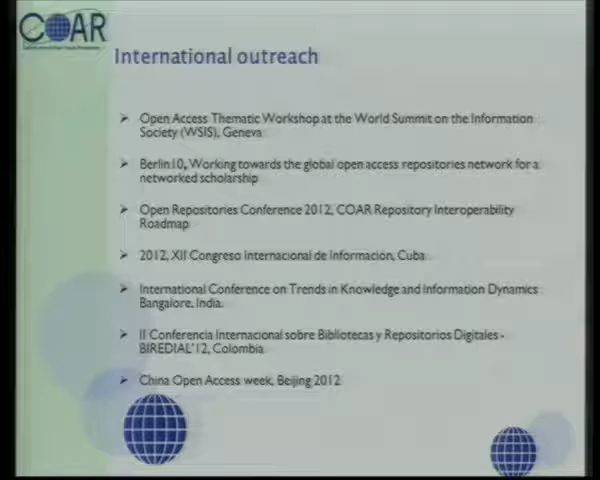 COAR
International outreach
Open Access Thematic Workshop at the World Summit on the Information
Society (WSIS), Geneva
Berlin10, Working towards the global open access repositories network for a
networked scholarship
Open Repositories Conference 2012, COAR Repository Interoperability
Roadmap
2012, XII Congreso Internacional de Información, Cuba
International Conference on Trends in Knowledge and Information Dynamics
Bangalore, India.
II Conferencia Internacional sobre Bibliotecas y Repositorios Digitales -
BIREDIAL'12, Colombia
China Open Access week, Beijing 2012